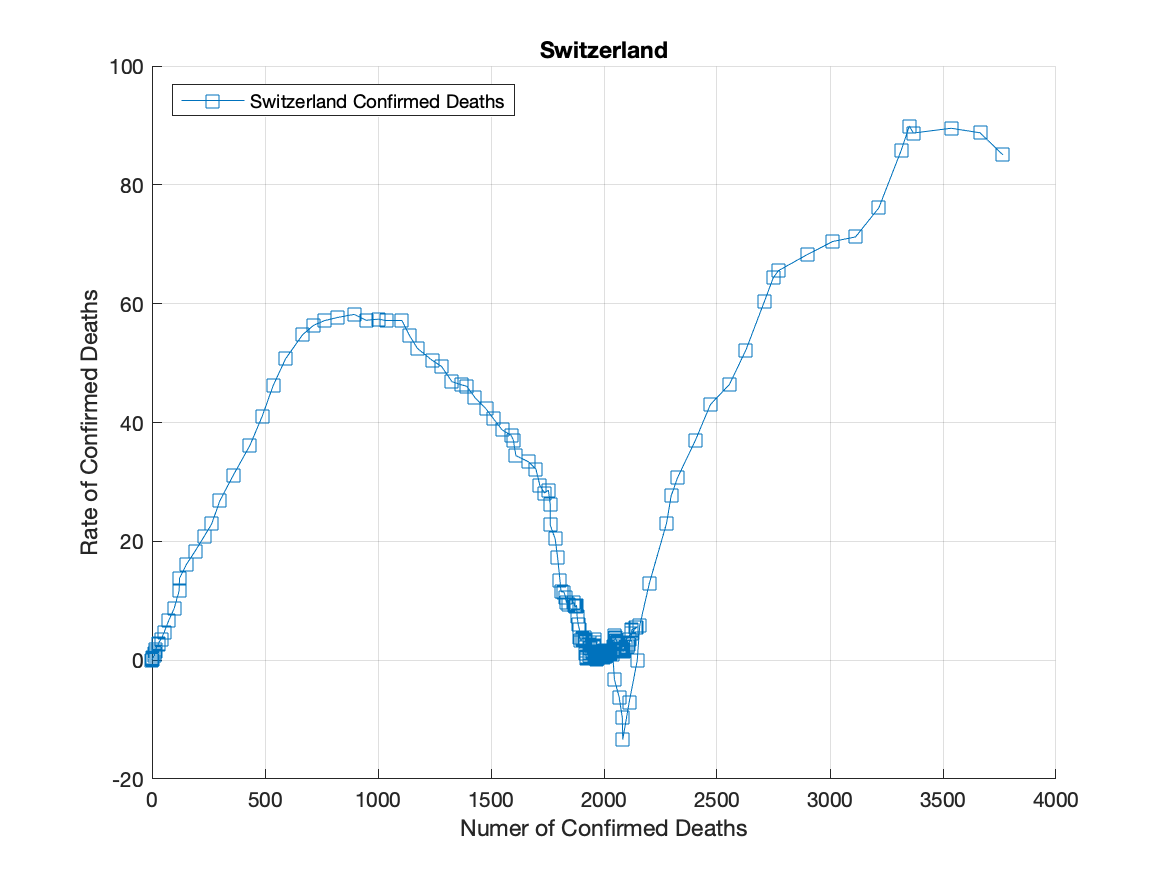 Switzerland
100
Switzerland Confirmed Deaths
80
60
40
20
0
-20
Rate of Confirmed Deaths
0 500 1000 1500 2000 2500 3000 3500 4000
Numer of Confirmed Deaths